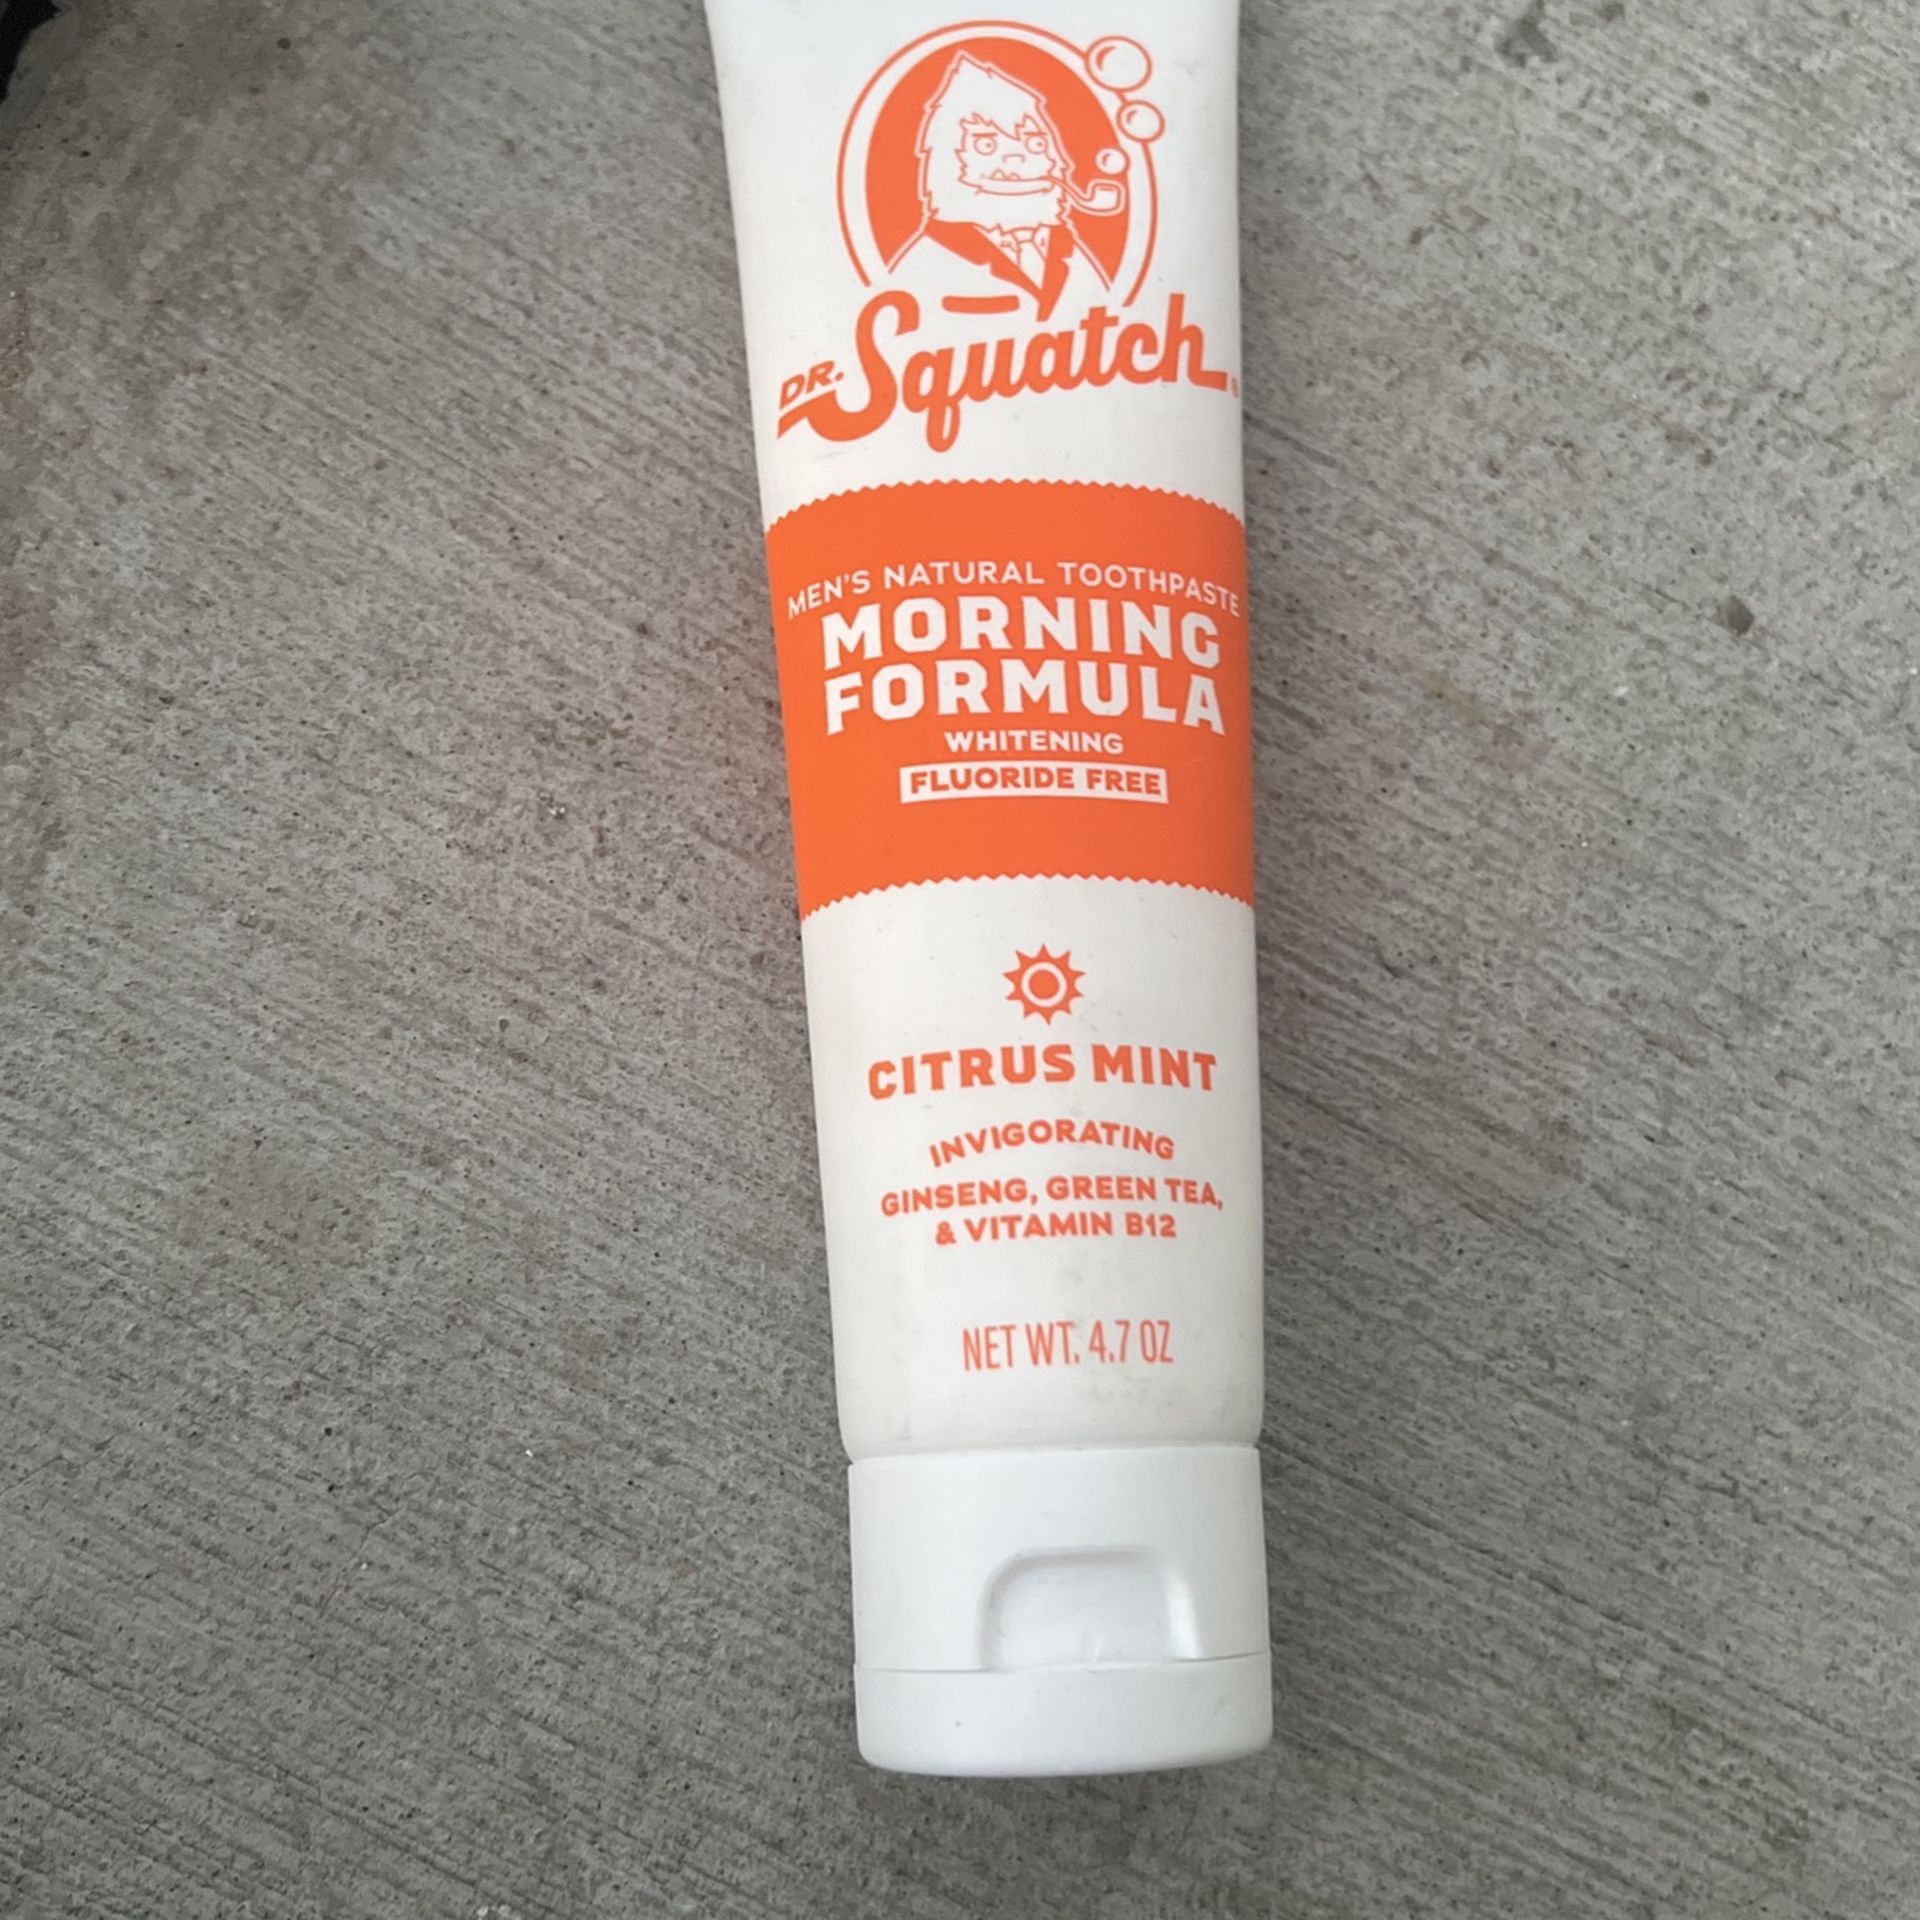 DR. Squatch®
MEN'S NATURAL TOOTHPASTE
MORNING
FORMULA
WHITENING
FLUORIDE FREE
CITRUS MINT
INVIGORATING
GINSENG, GREEN TEA,
& VITAMIN B12
NET WT. 4.7 OZ